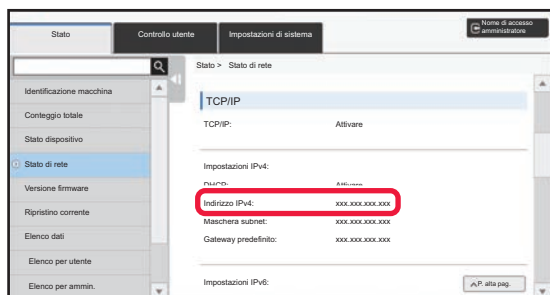 Stato
Controllo utente
Impostazioni di sistema
Nome di accesso
amministratore
Stato > Stato di rete
Identificazione macchina
Conteggio totale
Stato dispositivo
Stato di rete
Versione firmware
Ripristino corrente
Elenco dati
Elenco per utente
Elenco per ammin.
TCP/IP
TCP/IP: Attivare
Impostazioni IPv4:
DHCP: Attivare
Indirizzo IPv4: xxx.xxx.xxx.xxx
Maschera subnet: xxx.xxx.xxx.xxx
Gateway predefinito: xxx.xxx.xxx.xxx
Impostazioni IPv6:
P. alta pag.